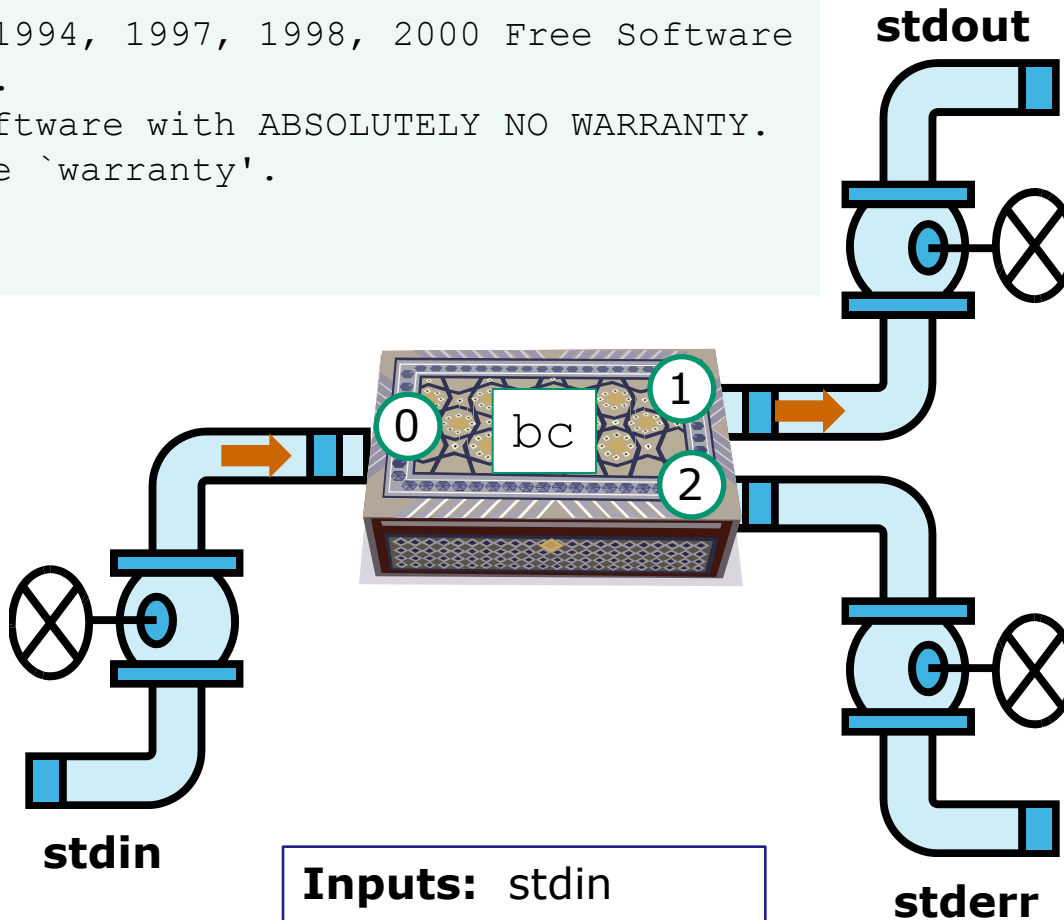 1994, 1997, 1998, 2000 Free Software
.
ftware with ABSOLUTELY NO WARRANTY.
e `warranty'.
stdout
0
bc
1
2
stdin
Inputs: stdin
stderr